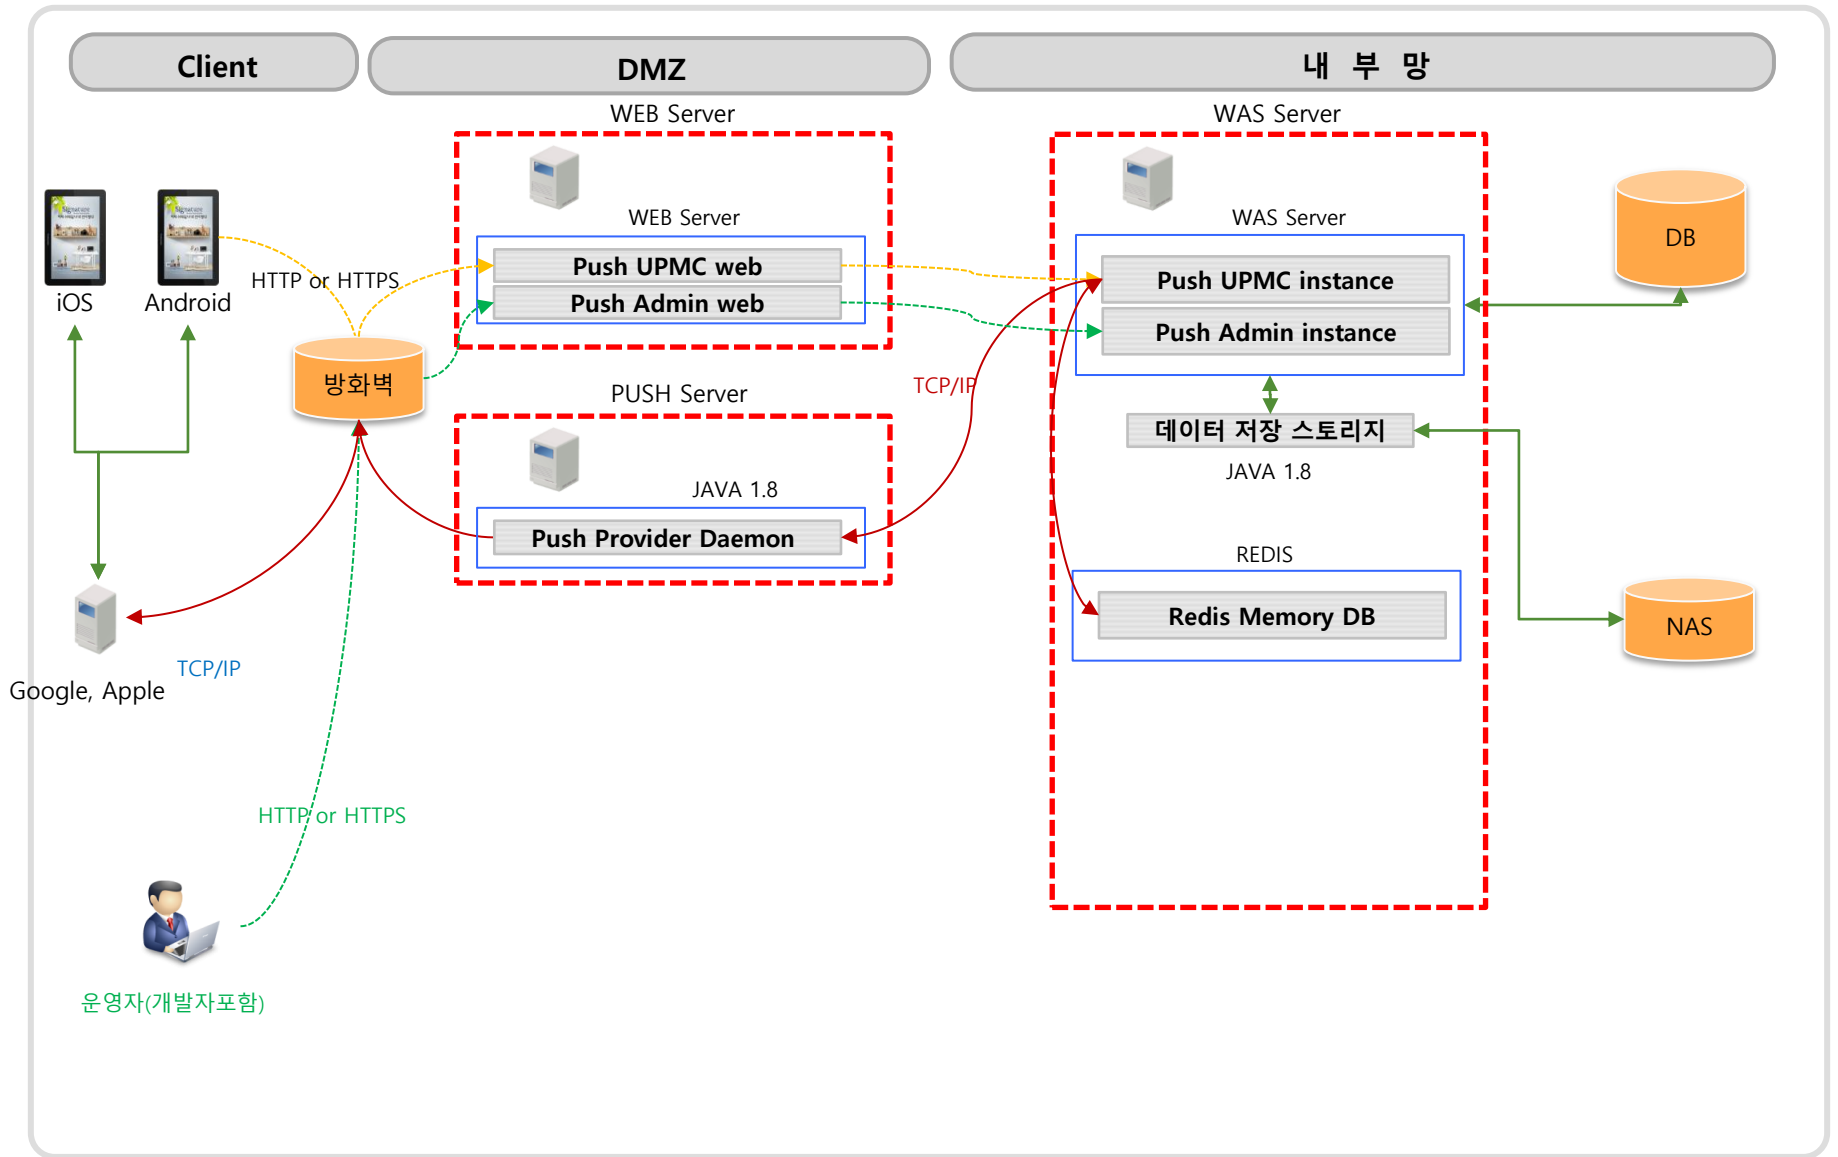 Client
DMZ
내 부 망
WEB Server
WAS Server
WEB Server
WAS Server
Push UPMC web
Push Admin web
Push UPMC instance
Push Admin instance
DB
iOS
Android
HTTP or HTTPS
방화벽
PUSH Server
TCP/IP
데이터 저장 스토리지
JAVA 1.8
JAVA 1.8
Push Provider Daemon
REDIS
Redis Memory DB
NAS
TCP/IP
Google, Apple
HTTP or HTTPS
운영자(개발자포함)